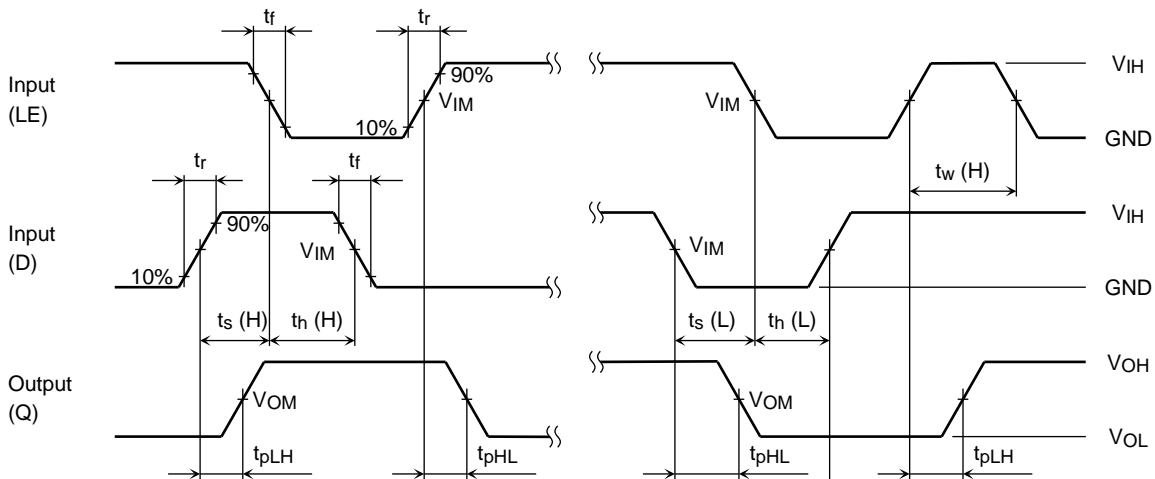 tf
tr
Input
(LE)
90%
VIM
10%
VIM
VIH
GND
tw (H)
tr
tf
Input
(D)
90%
VIM
10%
VIM
VIH
GND
ts (H)
th (H)
ts (L)
th (L)
Output
(Q)
VOM
VOM
VOH
VOL
tpLH
tpHL
tpHL
tpLH